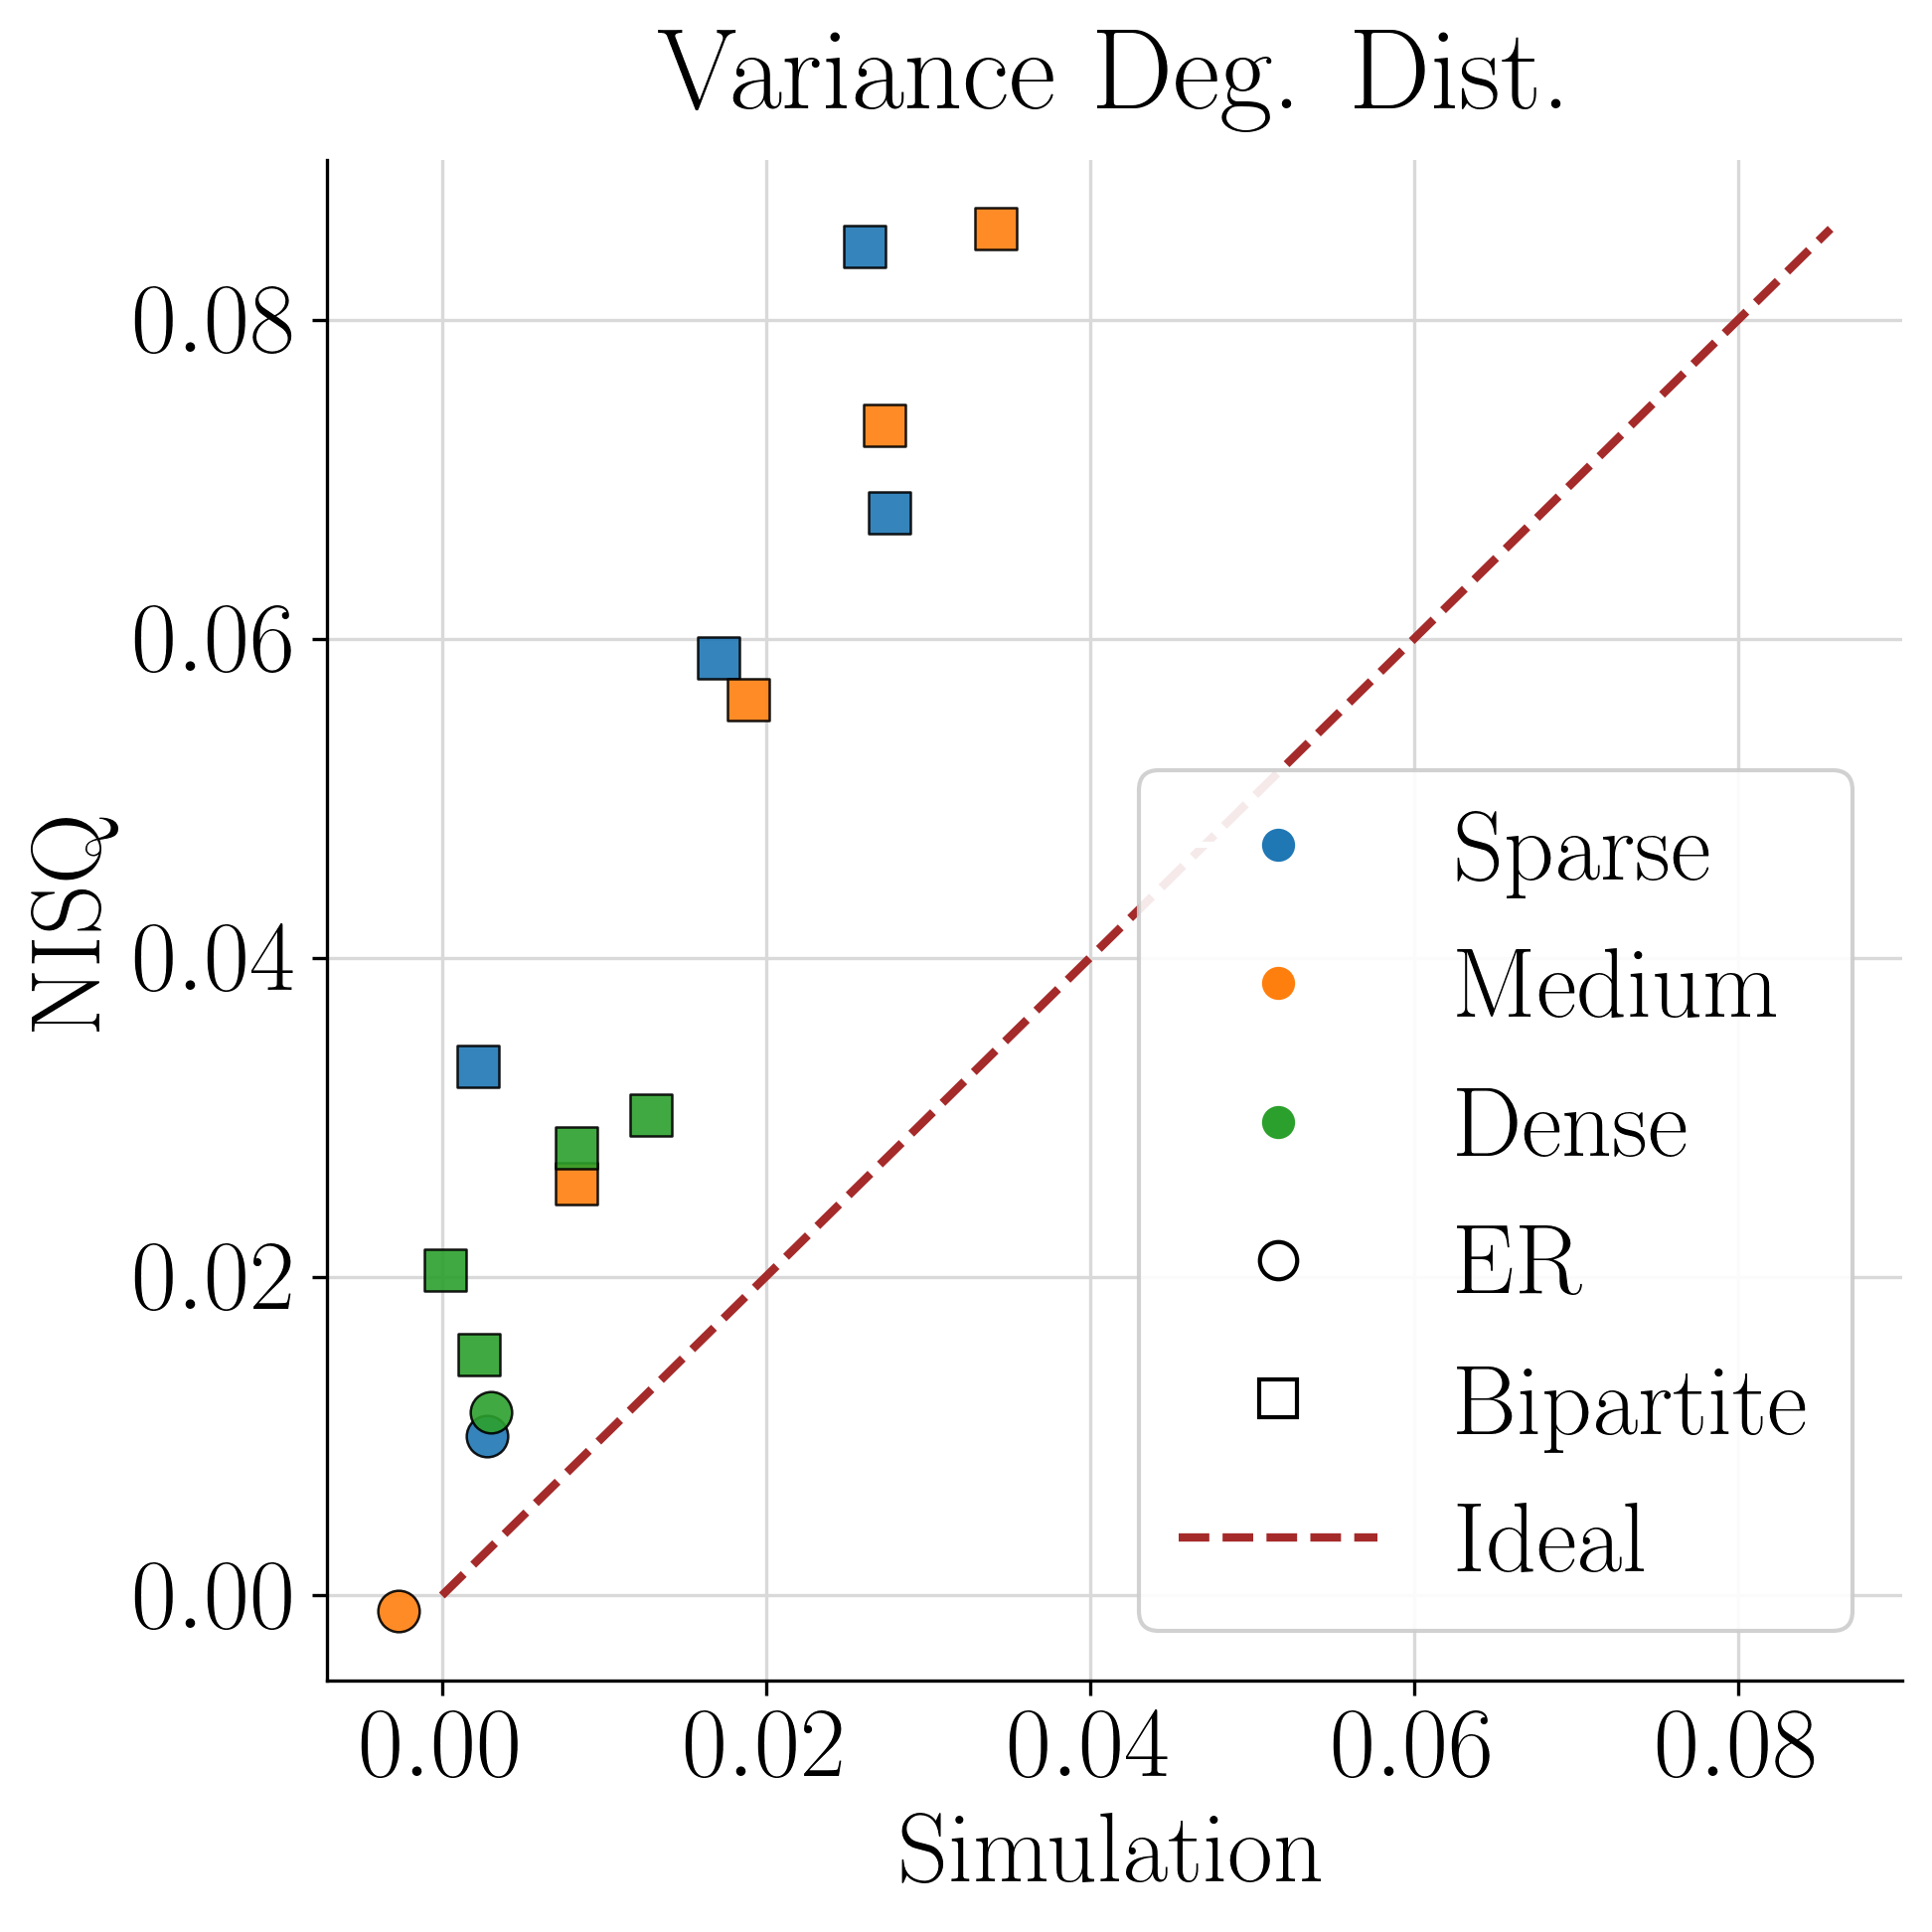 Variance Deg. Dist.
0.08
0.06
0.04
0.02
0.00
NISQ
Sparse
Medium
Dense
ER
Bipartite
Ideal
0.00 0.02 0.04 0.06 0.08
Simulation